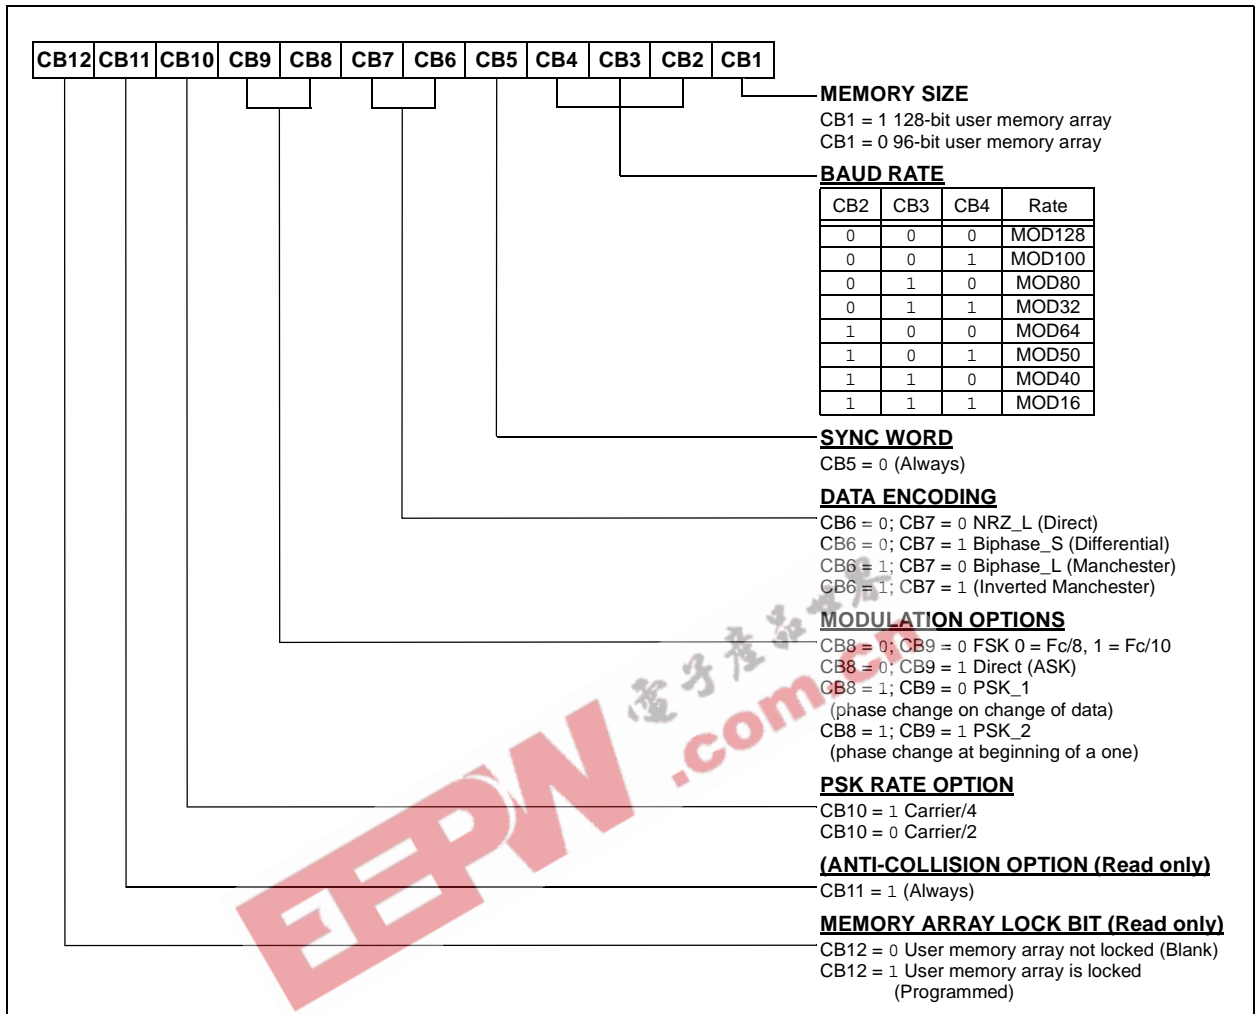 CB12 CB11 CB10 CB9 CB8 CB7 CB6 CB5 CB4 CB3 CB2 CB1
MEMORY SIZE
CB1 = 1 128-bit user memory array
CB1 = 0 96-bit user memory array
BAUD RATE
CB2 CB3 CB4 Rate
0 0 0 MOD128
0 0 1 MOD100
0 1 0 MOD80
0 1 1 MOD32
1 0 0 MOD64
1 0 1 MOD50
1 1 0 MOD40
1 1 1 MOD16
SYNC WORD
CB5 = 0 (Always)
DATA ENCODING
CB6 = 0; CB7 = 0 NRZ_L (Direct)
CB6 = 0; CB7 = 1 Biphase_S (Differential)
CB6 = 1; CB7 = 0 Biphase_L (Manchester)
CB6 = 1; CB7 = 1 (Inverted Manchester)
MODULATION OPTIONS
CB8 = 0; CB9 = 0 FSK 0 = Fc/8, 1 = Fc/10
CB8 = 0; CB9 = 1 Direct (ASK)
CB8 = 1; CB9 = 0 PSK_1
(phase change on change of data)
CB8 = 1; CB9 = 1 PSK_2
(phase change at beginning of a one)
PSK RATE OPTION
CB10 = 1 Carrier/4
CB10 = 0 Carrier/2
(ANTI-COLLISION OPTION (Read only)
CB11 = 1 (Always)
MEMORY ARRAY LOCK BIT (Read only)
CB12 = 0 User memory array not locked (Blank)
CB12 = 1 User memory array is locked
(Programmed)
EEPW .com.cn
電子產品世界